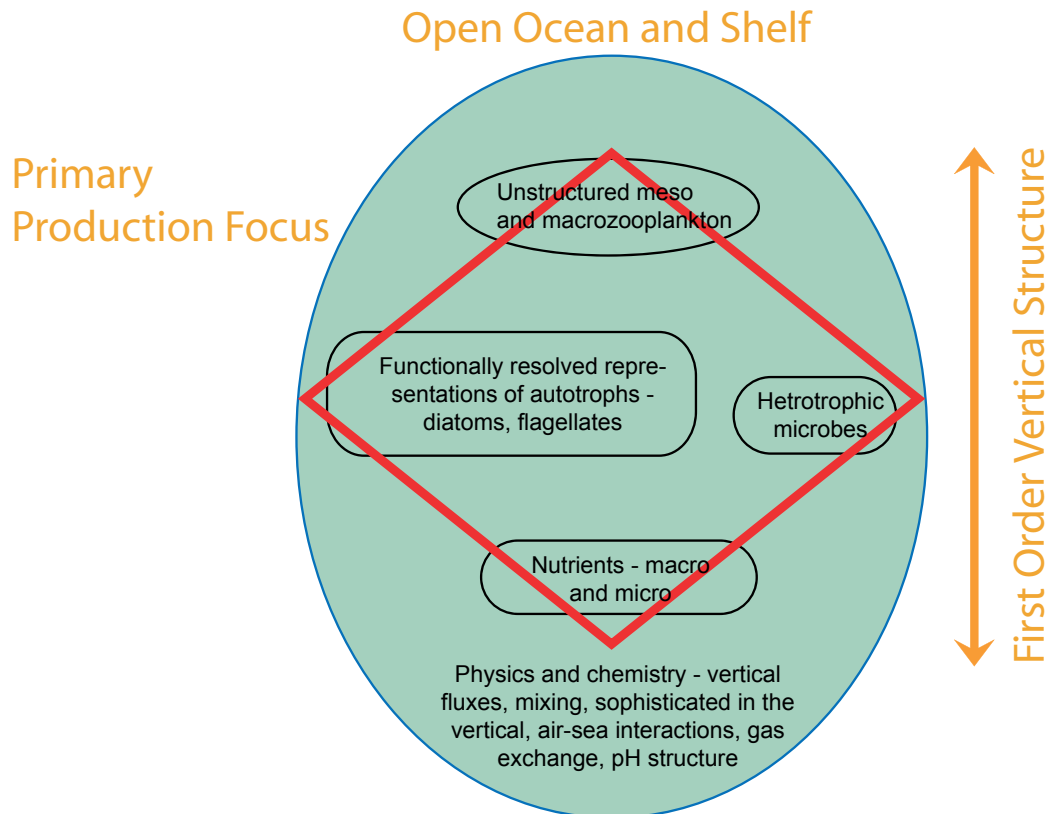 Open Ocean and Shelf
Primary
Production Focus
Unstructured meso
and macrozooplankton
Functionally resolved repre-
sentations of autotrophs -
diatoms, flagellates
Hetrotrophic
microbes
Nutrients - macro
and micro
Physics and chemistry - vertical
fluxes, mixing, sophisticated in the
vertical, air-sea interactions, gas
exchange, pH structure
First Order Vertical Structure